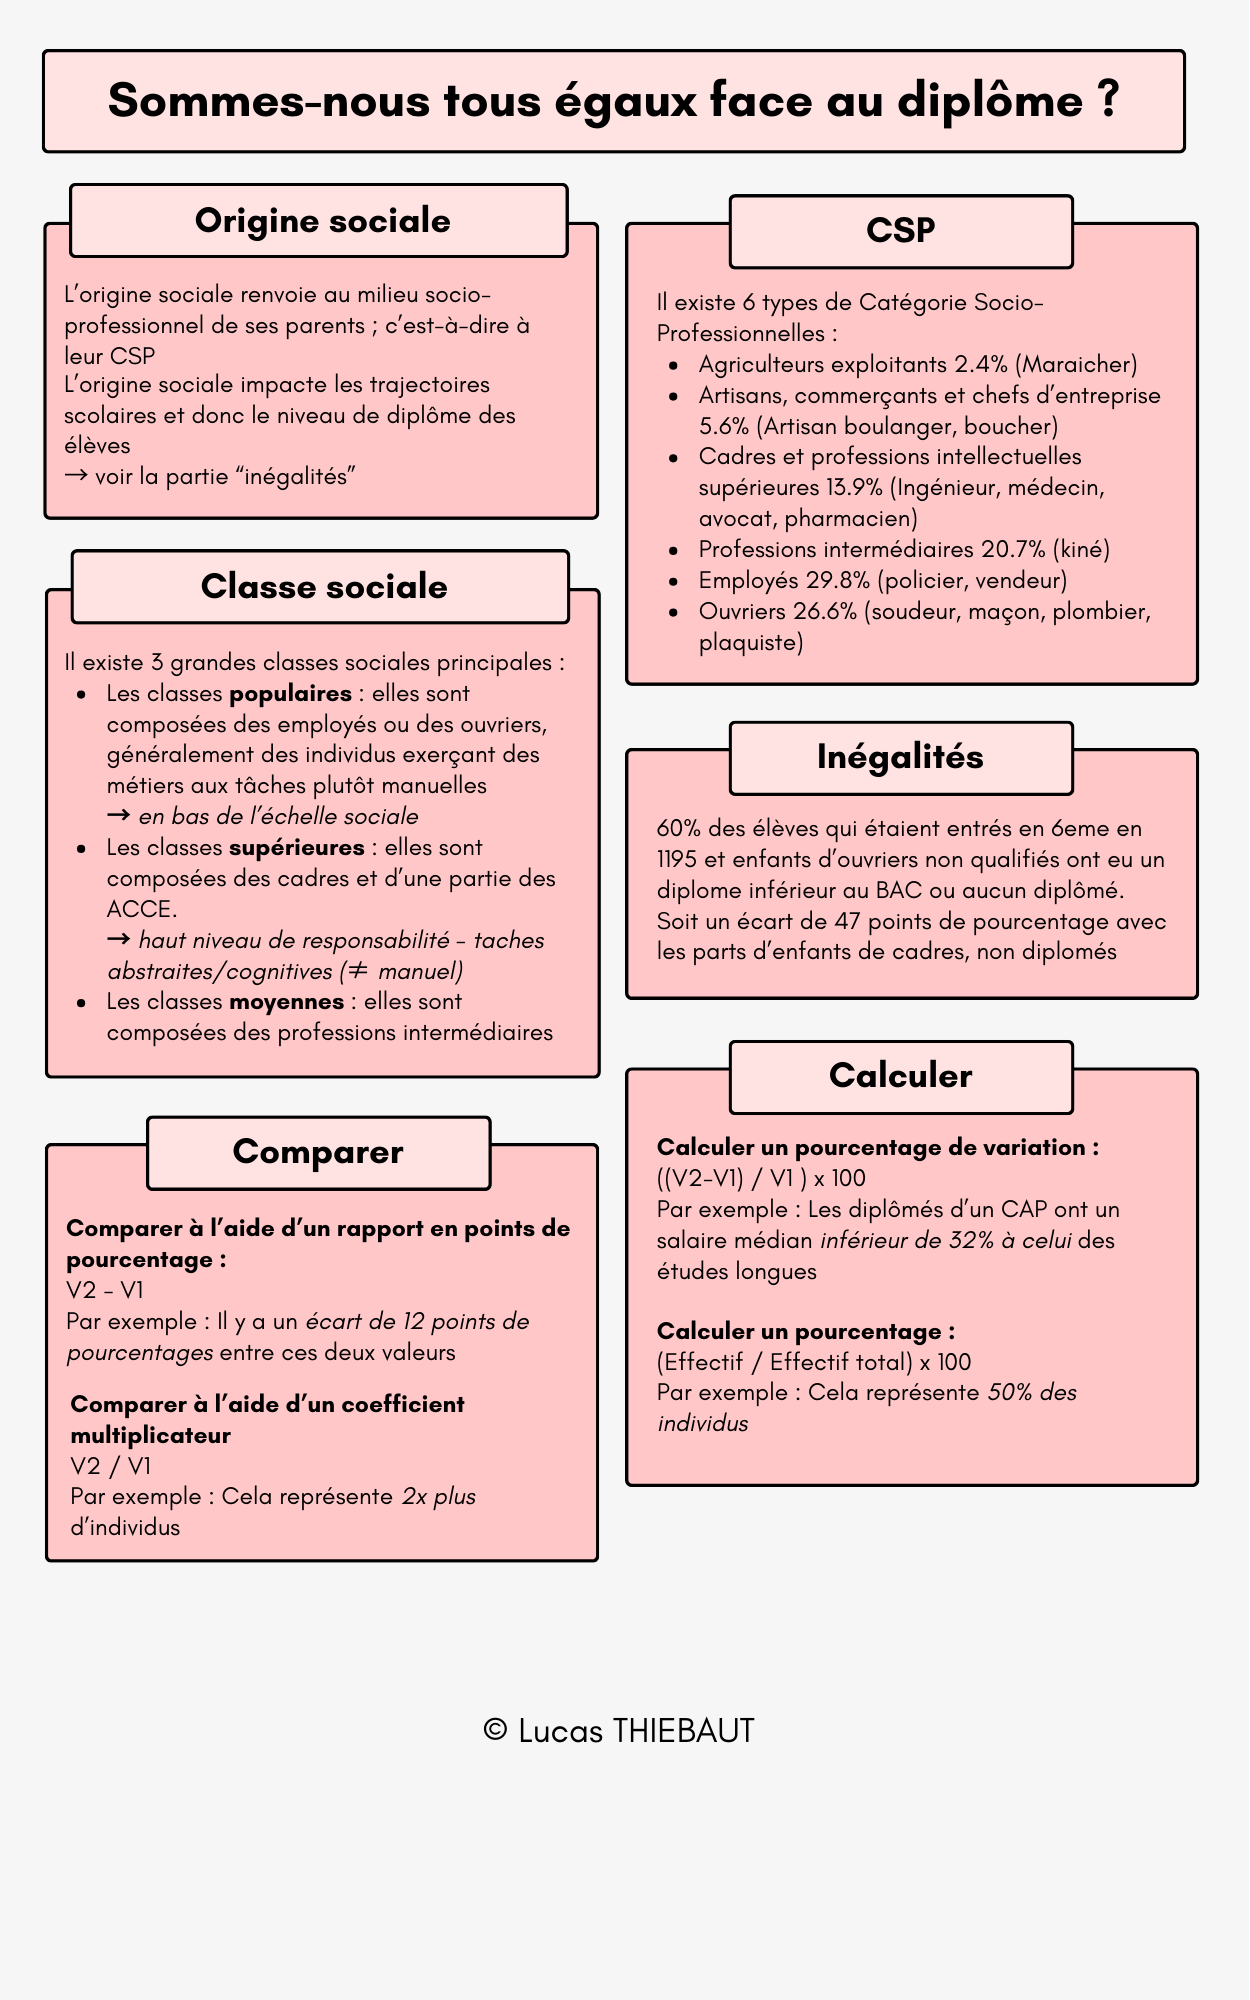 Sommes-nous tous égaux face au diplôme ?
Origine sociale
L’origine sociale renvoie au milieu socio-
professionnel de ses parents ; c’est-à-dire à
leur CSP
L’origine sociale impacte les trajectoires
scolaires et donc le niveau de diplôme des
élèves
→ voir la partie “inégalités”
Classe sociale
Il existe 3 grandes classes sociales principales :
• Les classes populaires : elles sont
composées des employés ou des ouvriers,
généralement des individus exerçant des
métiers aux tâches plutôt manuelles
→ en bas de l’échelle sociale
• Les classes supérieures : elles sont
composées des cadres et d’une partie des
ACCE.
→ haut niveau de responsabilité - taches
abstraites/cognitives (≠ manuel)
• Les classes moyennes : elles sont
composées des professions intermédiaires
Comparer
Comparer à l’aide d’un rapport en points de
pourcentage :
V2 - V1
Par exemple : Il y a un écart de 12 points de
pourcentages entre ces deux valeurs
Comparer à l’aide d’un coefficient
multiplicateur
V2 / V1
Par exemple : Cela représente 2x plus
d’individus
CSP
Il existe 6 types de Catégorie Socio-
Professionnelles :
• Agriculteurs exploitants 2.4% (Maraicher)
• Artisans, commerçants et chefs d’entreprise
5.6% (Artisan boulanger, boucher)
• Cadres et professions intellectuelles
supérieures 13.9% (Ingénieur, médecin,
avocat, pharmacien)
• Professions intermédiaires 20.7% (kiné)
• Employés 29.8% (policier, vendeur)
• Ouvriers 26.6% (soudeur, maçon, plombier,
plaquiste)
Inégalités
60% des élèves qui étaient entrés en 6eme en
1195 et enfants d’ouvriers non qualifiés ont eu un
diplome inférieur au BAC ou aucun diplômé.
Soit un écart de 47 points de pourcentage avec
les parts d’enfants de cadres, non diplomés
Calculer
Calculer un pourcentage de variation :
((V2-V1) / V1 ) x 100
Par exemple : Les diplômés d’un CAP ont un
salaire médian inférieur de 32% à celui des
études longues
Calculer un pourcentage :
(Effectif / Effectif total) x 100
Par exemple : Cela représente 50% des
individus
© Lucas THIEBAUT